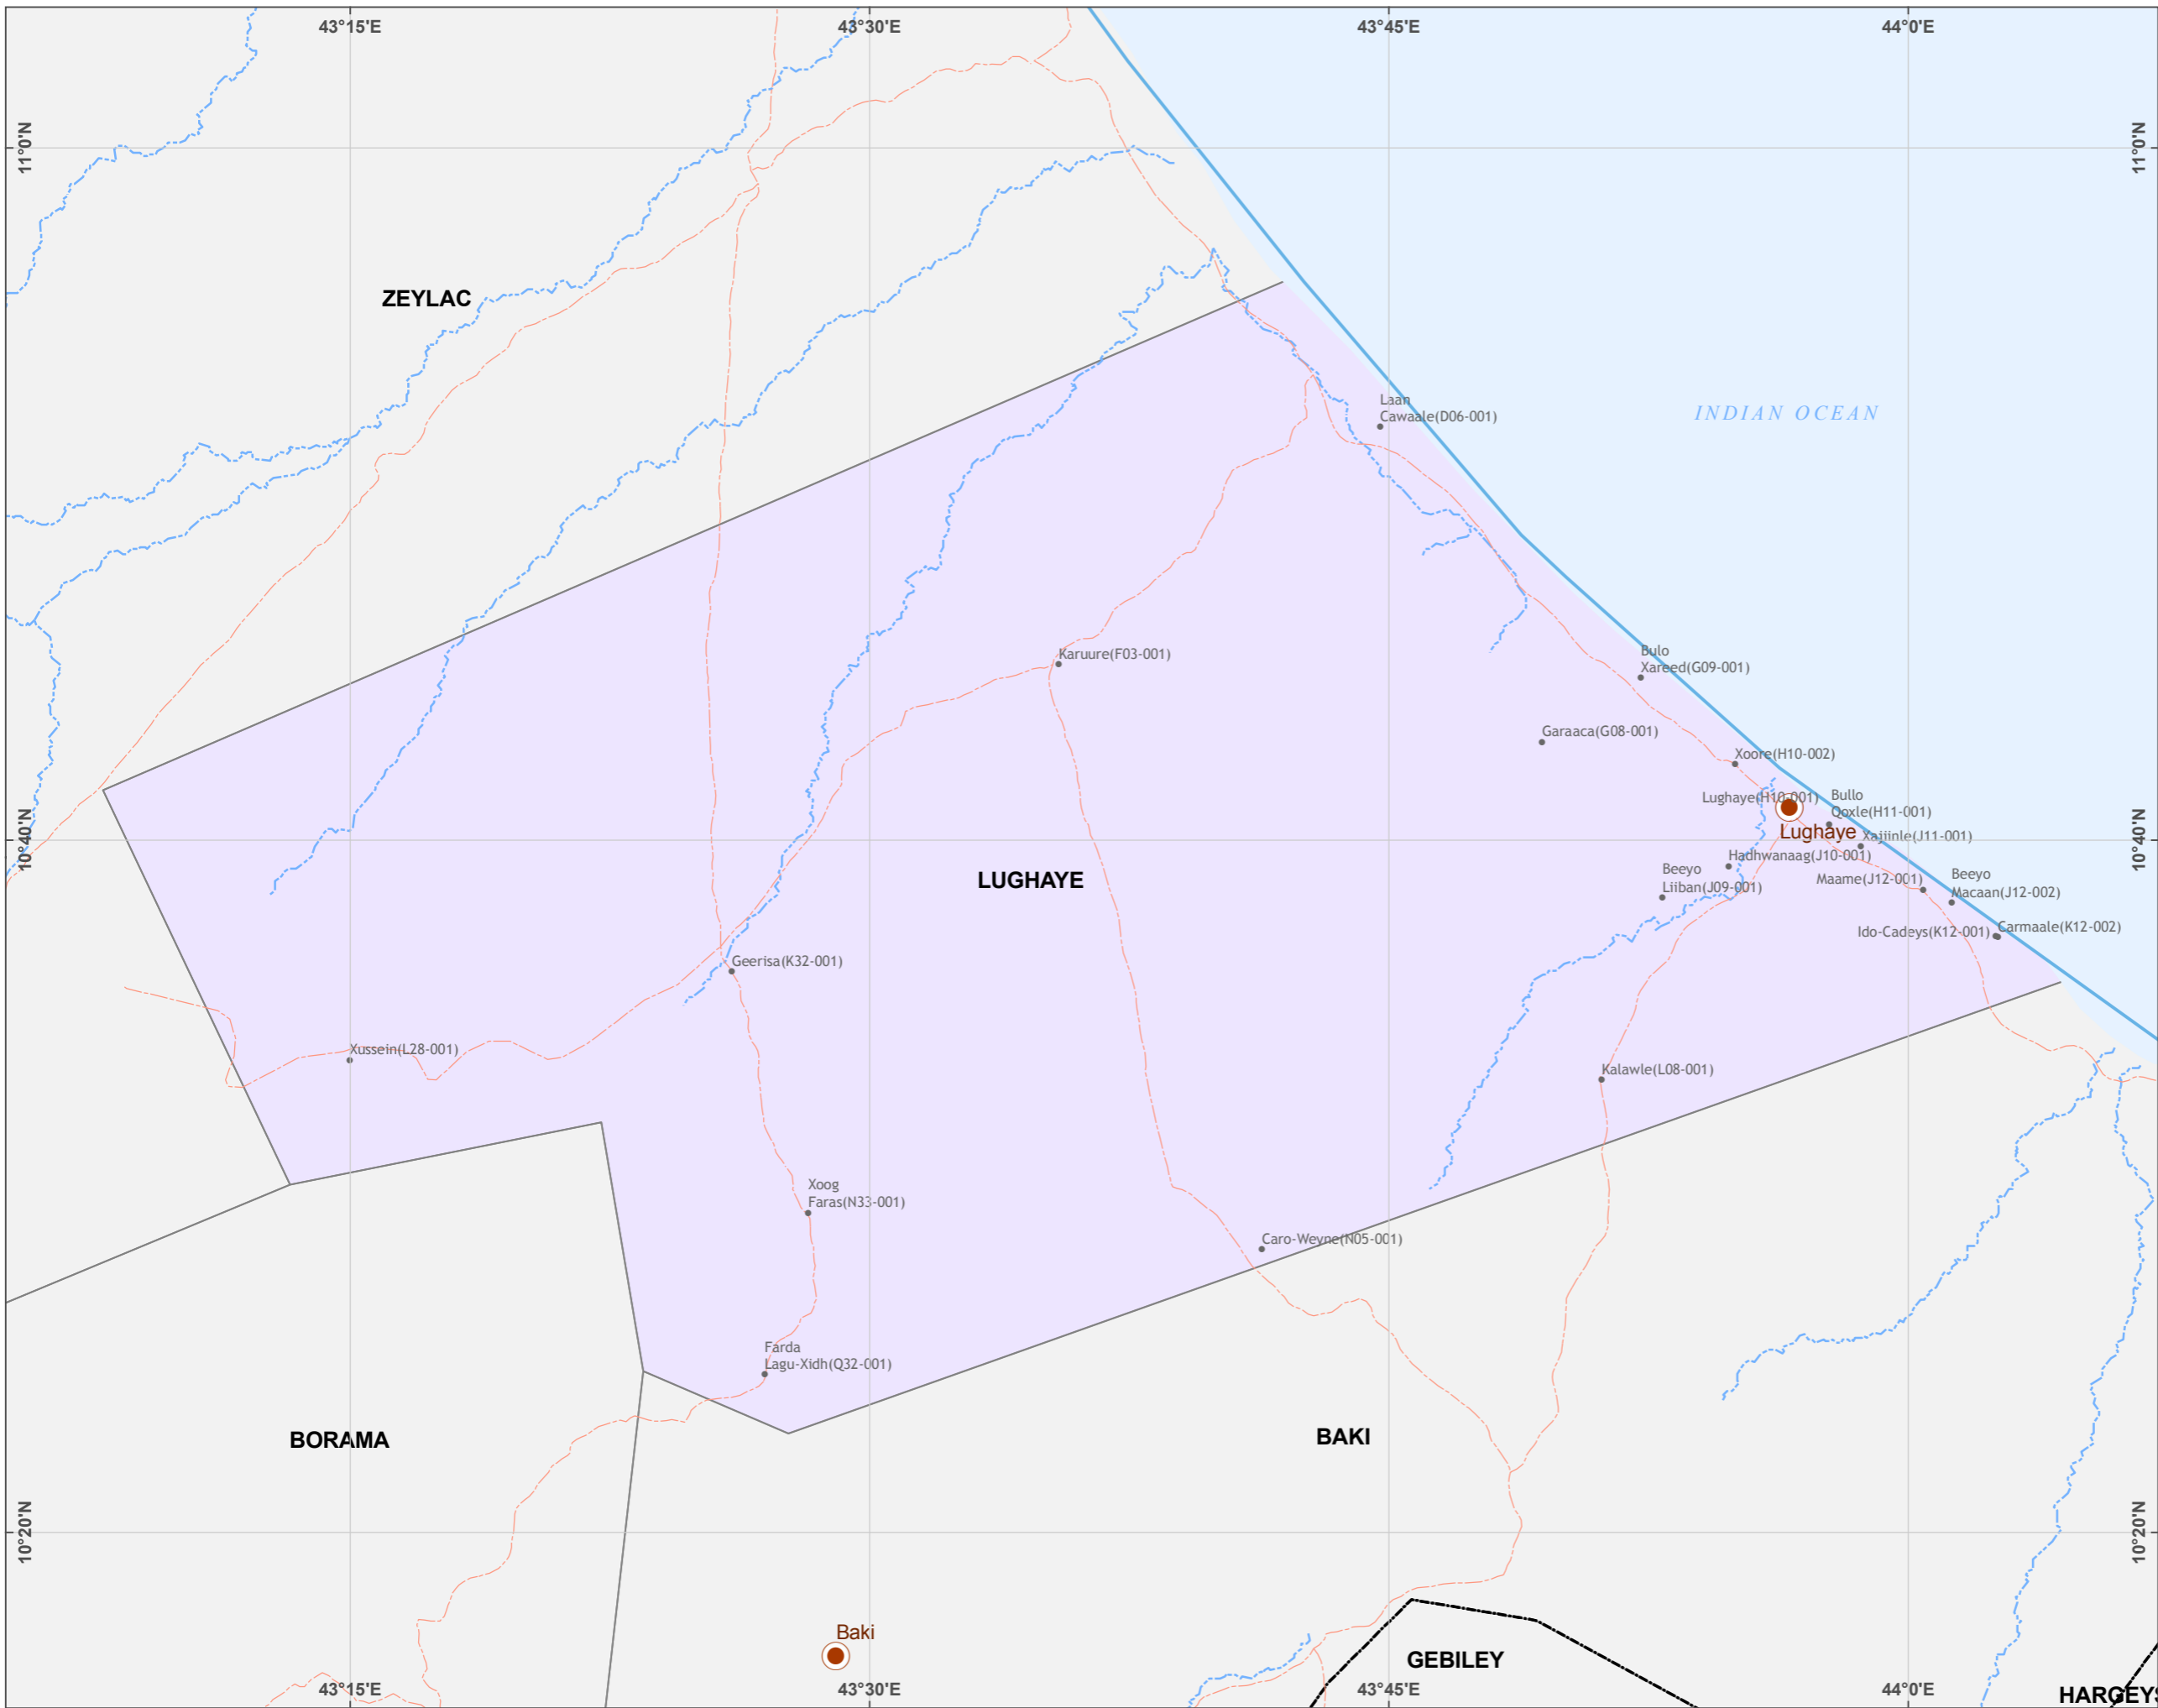 43°15'E
43°30'E
43°45'E
44°0'E
11°0'N
11°0'N
ZEYLAC
Laan
Cawaale(D06-001)
INDIAN OCEAN
Karuure(F03-001)
Bulo
Xareed(G09-001)
Garaaca(G08-001)
Xoore(H10-002)
Lughaye(H10-001)
Bullo
Qoxle(H11-001)
Lughaye
Xajiinle(J11-001)
10°40'N
10°40'N
Hadhwanaag(J10-001)
LUGHAYE
Beeyo
Liiban(J09-001)
Maame(J12-001)
Beeyo
Macaan(J12-002)
Ido-Cadeys(K12-001)
Carmaale(K12-002)
Geerisa(K32-001)
Xussein(L28-001)
Kalawle(L08-001)
Xoog
Faras(N33-001)
Caro-Weyne(N05-001)
Farda
Lagu-Xidh(Q32-001)
BORAMA
BAKI
10°20'N
10°20'N
Baki
GEBILEY
43°15'E
43°30'E
43°45'E
44°0'E
HARGEYS